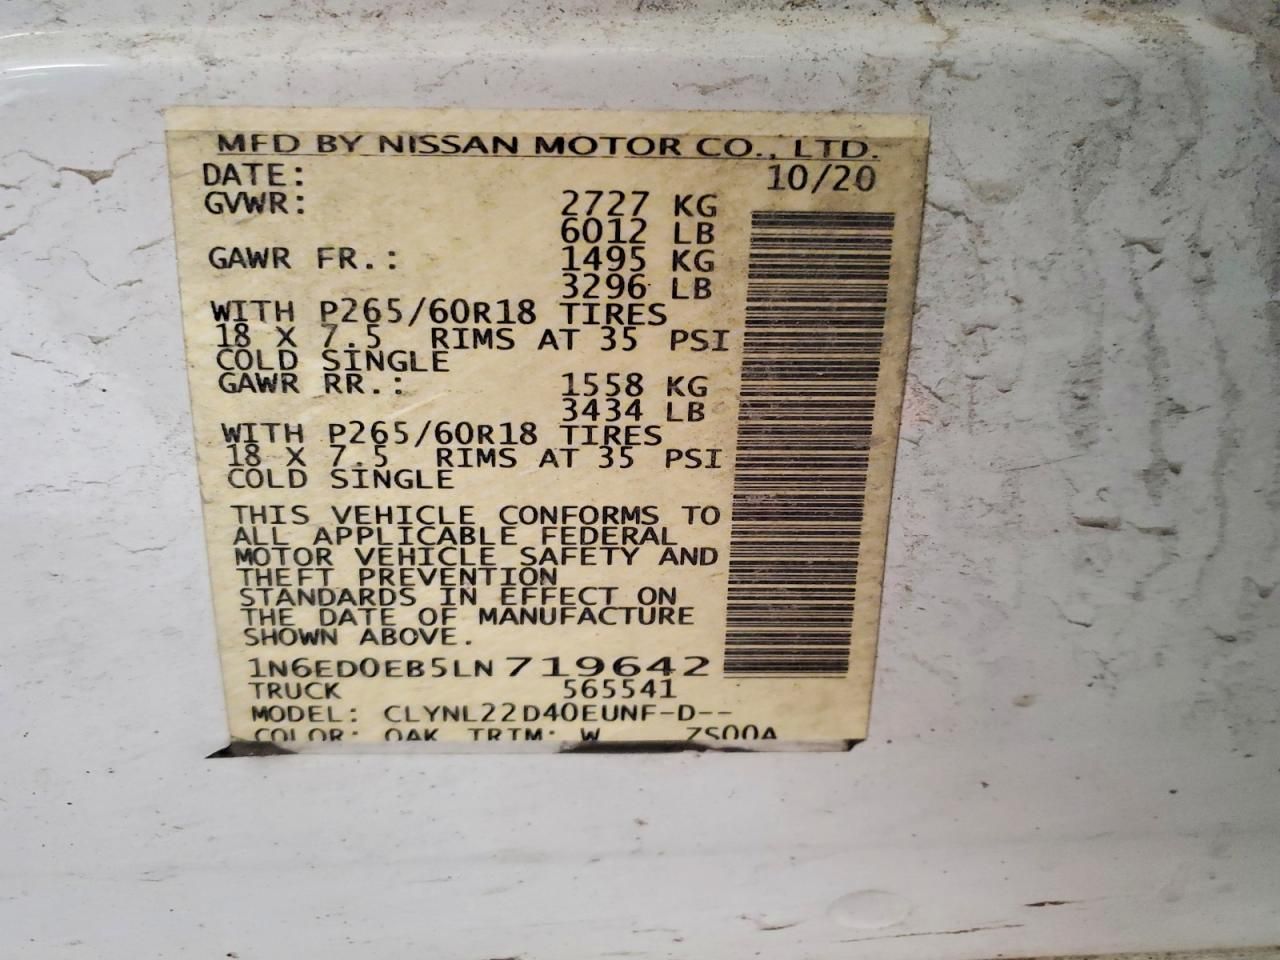 MFD BY NISSAN MOTOR CO., LTD.
DATE: 10/20
GVWR: 2727 KG
6012 LB
GAWR FR.: 1495 KG
3296 LB
WITH P265/60R18 TIRES
18 X 7.5 RIMS AT 35 PSI
COLD SINGLE
GAWR RR.: 1558 KG
3434 LB
WITH P265/60R18 TIRES
18 X 7.5 RIMS AT 35 PSI
COLD SINGLE
THIS VEHICLE CONFORMS TO
ALL APPLICABLE FEDERAL
MOTOR VEHICLE SAFETY AND
THEFT PREVENTION
STANDARDS IN EFFECT ON
THE DATE OF MANUFACTURE
SHOWN ABOVE.
1N6ED0EB5LN719642
TRUCK 565541
MODEL: CLYNL22D40EUNF-D--
COLOR: QAK TRIM: W ZS00A